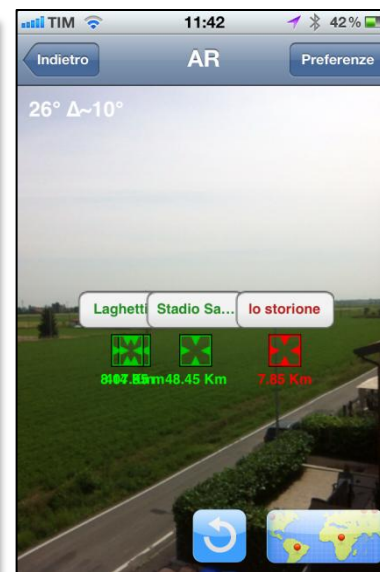 TIM 11:42 42%
Indietro AR Preferenze
26° Δ~10°
Laghetti Stadio Sa... lo storione
48.45 Km 7.85 Km